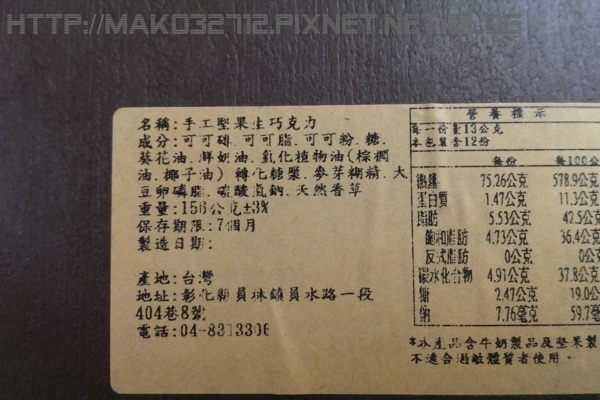 HTTP://MAKO32712.PIXNET.NET/BLOG
名稱:手工堅果生巧克力
成分:可可磚.可可脂.可可粉.糖.
葵花油.鮮奶油.氫化植物油(棕櫚
油.椰子油)轉化糖漿.麥芽糊精.大
豆卵磷脂.碳酸氫鈉.天然香草
重量:156公克±3%
保存期限:7個月
製造日期:
產地:台灣
地址:彰化縣員林鎮員水路一段
404巷8號
電話:04-8313306
營養標示
每一份量13公克
本包裝含12份
每份 每100公
熱量 75.26公克 578.9公克
蛋白質 1.47公克 11.3公克
脂肪 5.53公克 42.5公
飽和脂肪 4.73公克 36.4公
反式脂肪 0公克 0公
碳水化合物 4.91公克 37.8公
糖 2.47公克 19.0公
鈉 7.76毫克 59.7毫
*本產品含牛奶製品及堅果製
不適合過敏體質者使用.